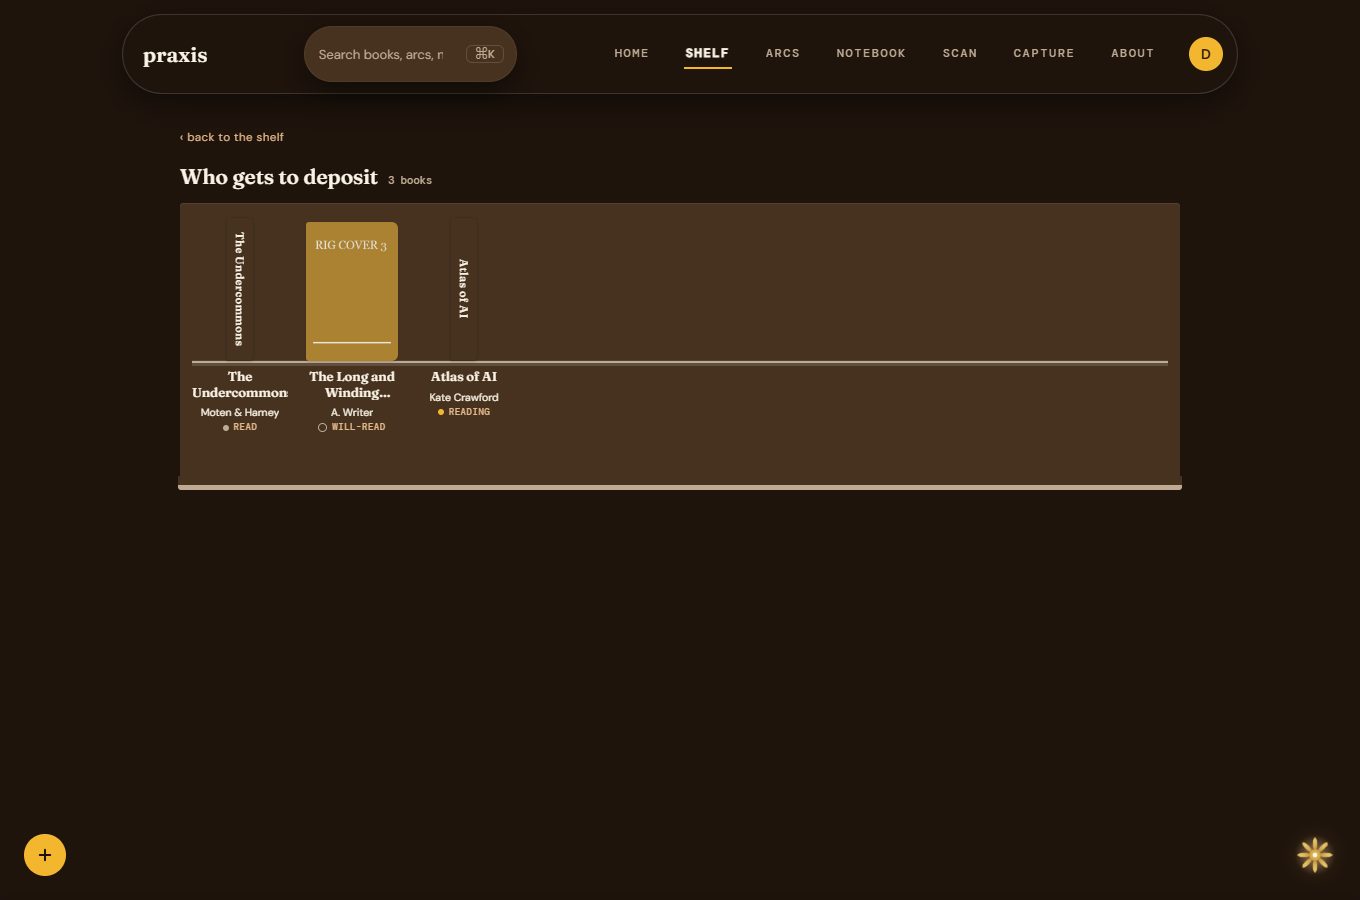 praxis
Search books, arcs, n
⌘K
HOME
SHELF
ARCS
NOTEBOOK
SCAN
CAPTURE
ABOUT
D
‹ back to the shelf
Who gets to deposit 3 books
The Undercommons
RIG COVER 3
Atlas of AI
The
Undercommons
Moten & Harney
READ
The Long and
Winding...
A. Writer
WILL-READ
Atlas of AI
Kate Crawford
READING
+